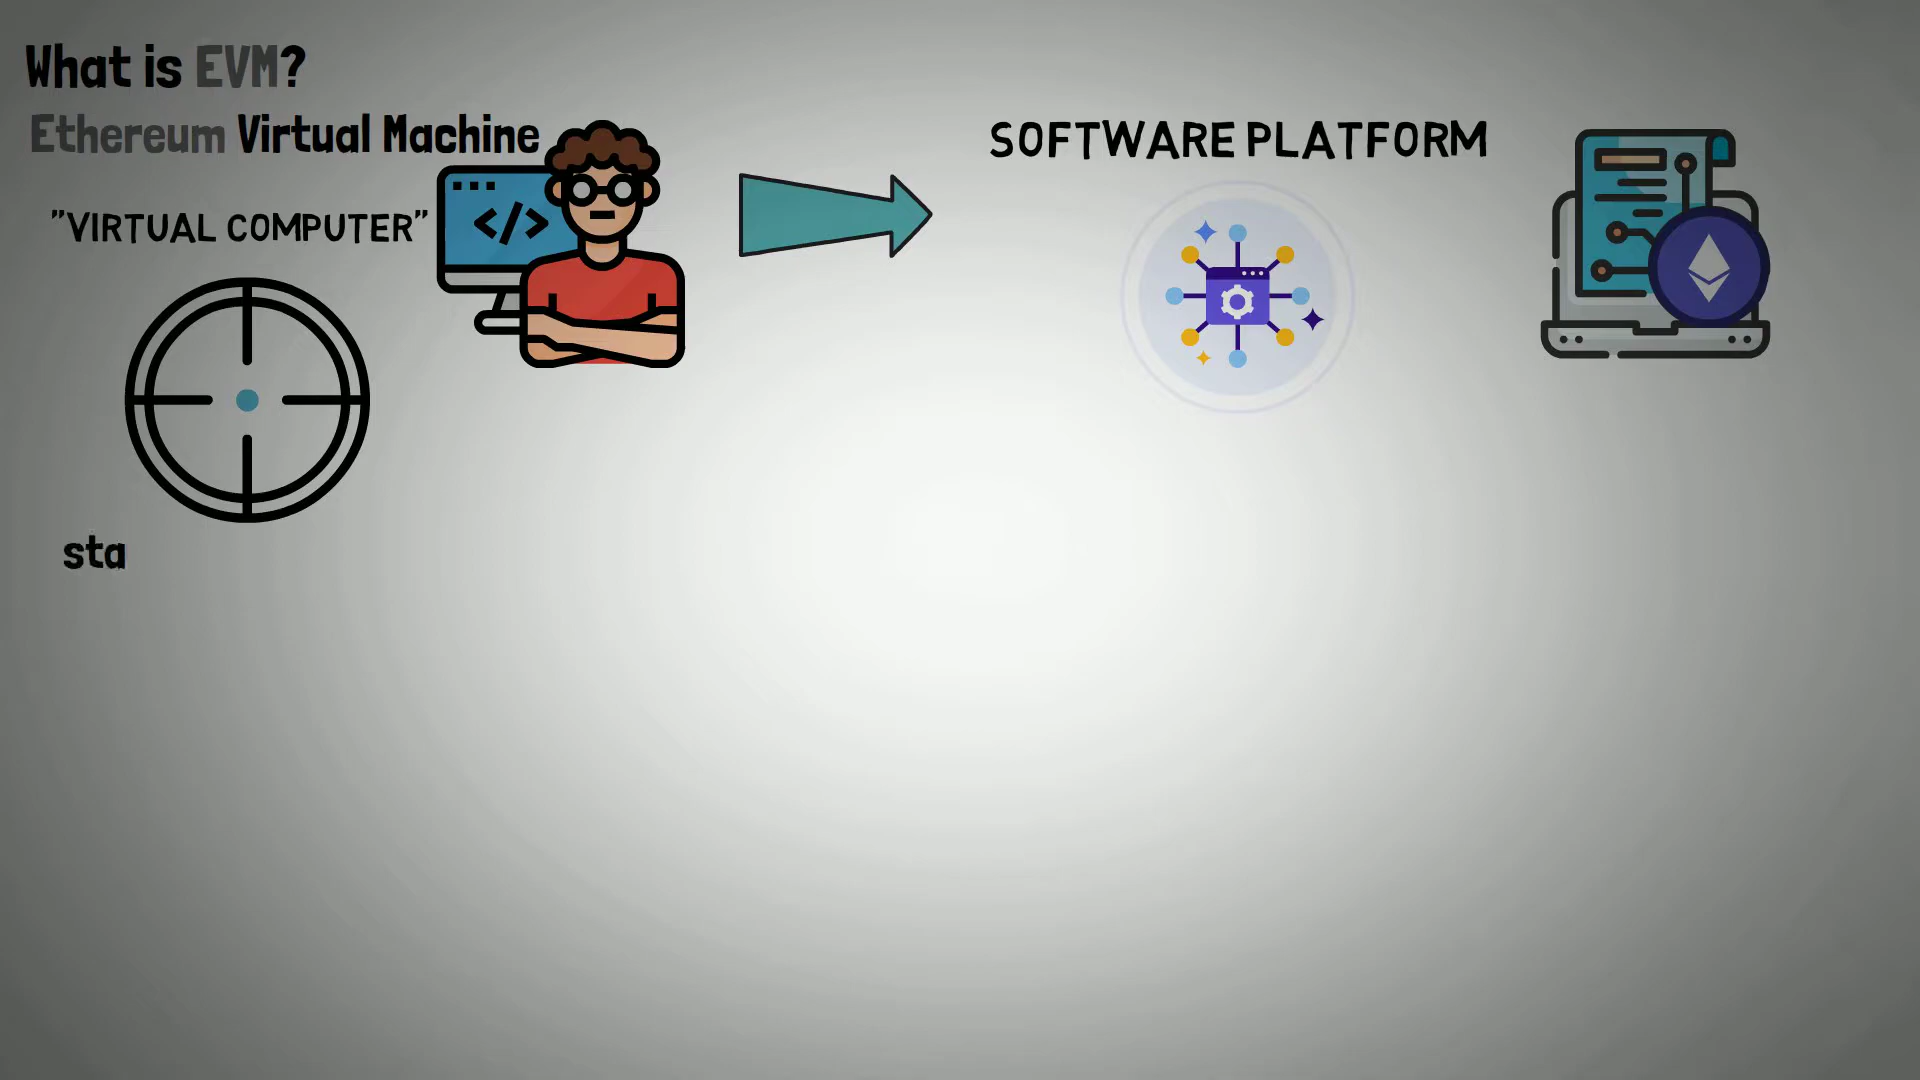 What is EVM?
Ethereum Virtual Machine
"VIRTUAL COMPUTER"
SOFTWARE PLATFORM
sta